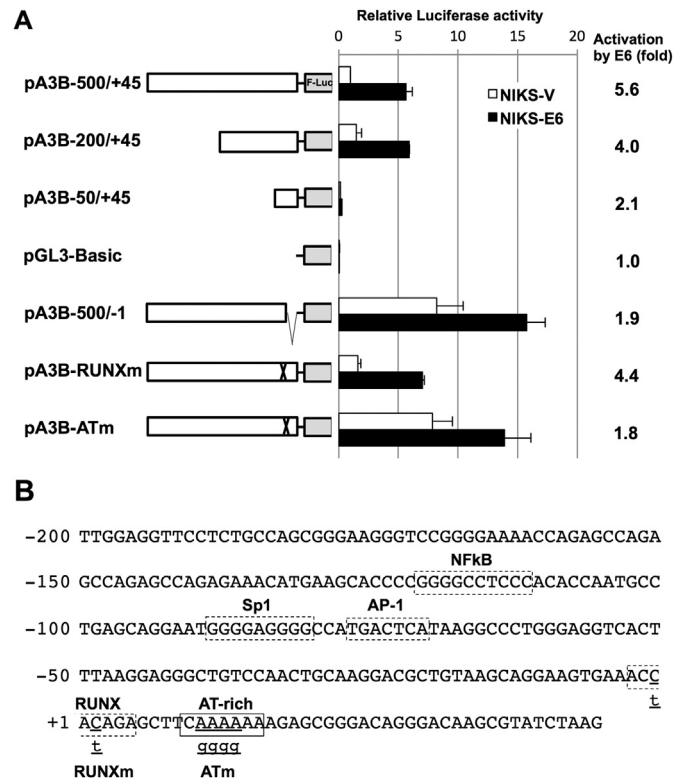 A
Relative Luciferase activity
0 5 10 15 20
Activation by E6 (fold)
pA3B-500/+45 F-Luc 5.6
NIKS-V
NIKS-E6
pA3B-200/+45 4.0
pA3B-50/+45 2.1
pGL3-Basic 1.0
pA3B-500/-1 1.9
pA3B-RUNXm X 4.4
pA3B-ATm X 1.8
B
-200 TTGGAGGTTCCTCTGCCAGCGGGAAGGGTCCGGGGAAAACCAGAGCCAGA
NFkB
-150 GCCAGAGCCAGAGAAACATGAAGCACCCCGGGGCCTCCCACACCAATGCC
Sp1 AP-1
-100 TGAGCAGGAATGGGGAGGGGCCATGACTCATAAGGCCCTGGGAGGTCACT
-50 TTAAGGAGGGCTGTCCAACTGCAAGGACGCTGTAAGCAGGAAGTGAAACC
t
RUNX AT-rich
+1 ACAGAGCTTCAAAAAAAGAGCGGGACAGGGACAAGCGTATCTAAG
t gggg
RUNXm ATm